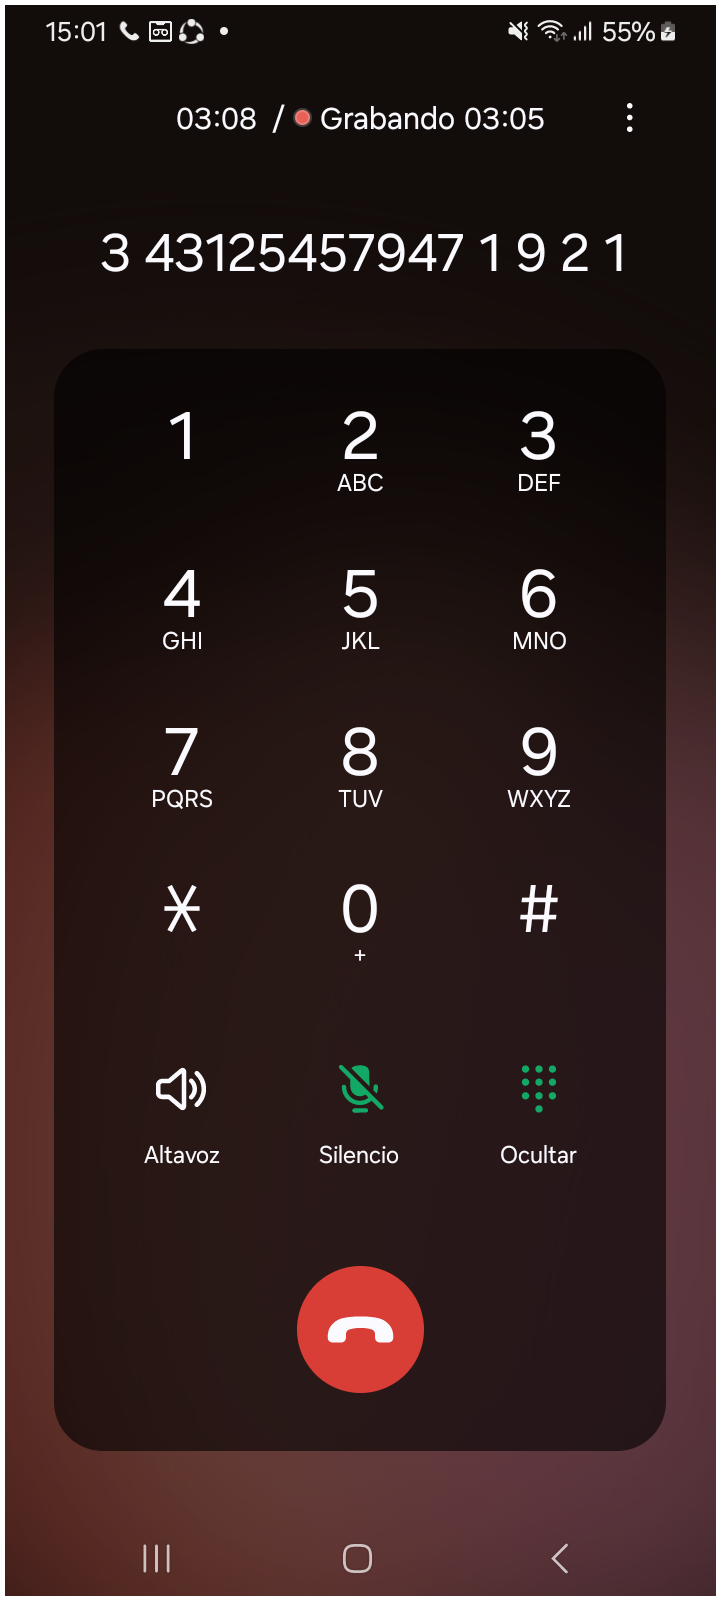 15:01 55%
03:08 / Grabando 03:05
3 43125457947 1 9 2 1
1 2 3
ABC DEF
4 5 6
GHI JKL MNO
7 8 9
PQRS TUV WXYZ
* 0 #
+
Altavoz Silencio Ocultar